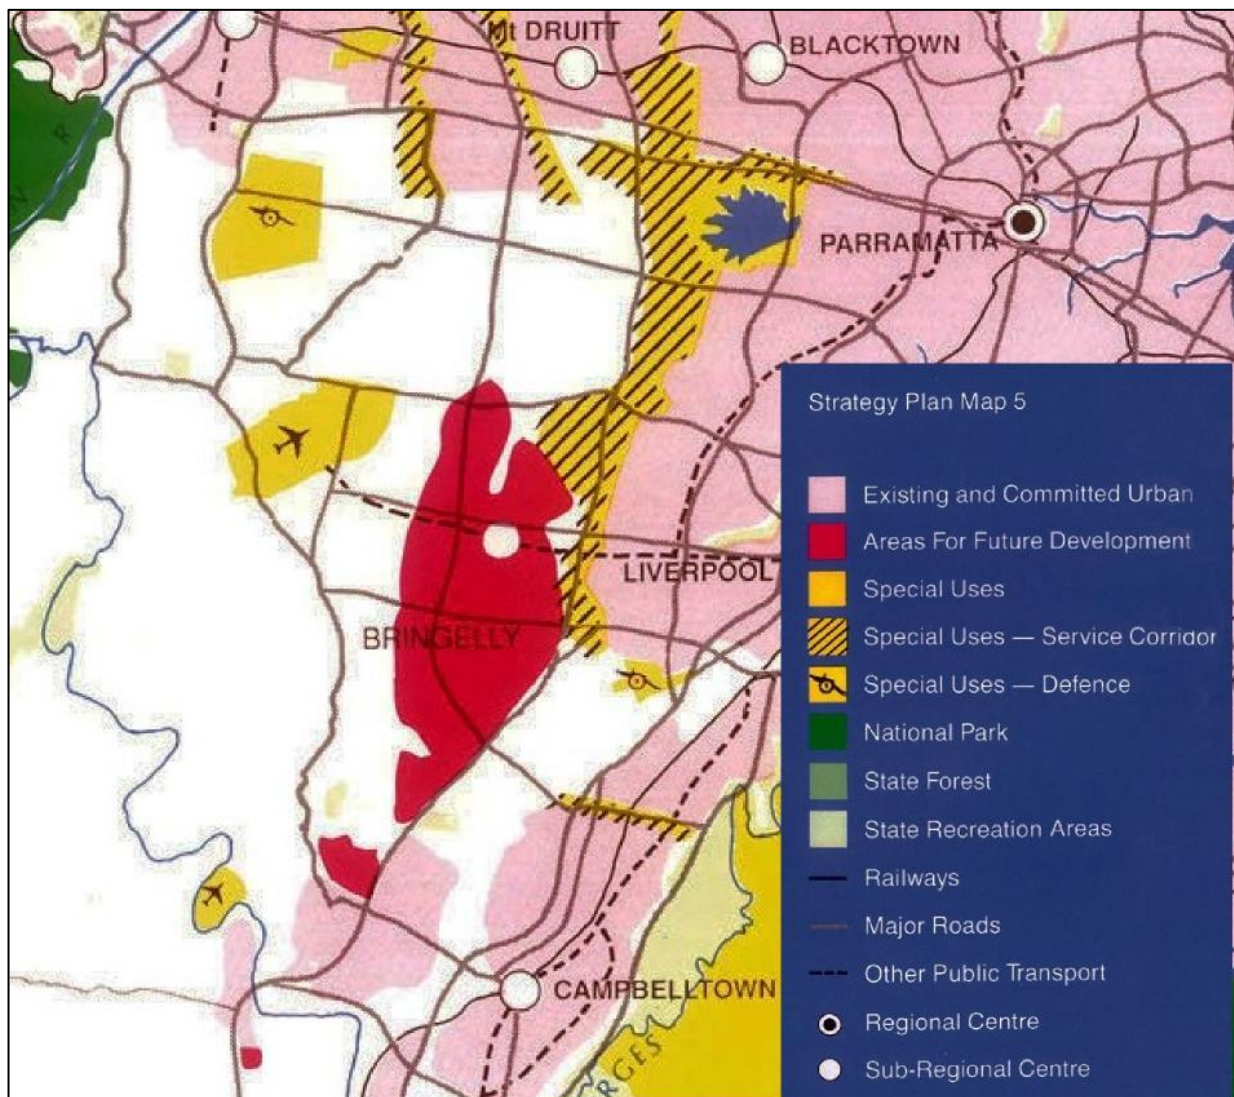 Mt DRUITT
BLACKTOWN
R
V
PARRAMATTA
Strategy Plan Map 5
Existing and Committed Urban
Areas For Future Development
Special Uses
Special Uses — Service Corridor
Special Uses — Defence
National Park
State Forest
State Recreation Areas
Railways
Major Roads
Other Public Transport
Regional Centre
Sub-Regional Centre
LIVERPOOL
BRINGELLY
CAMPBELLTOWN
RGES